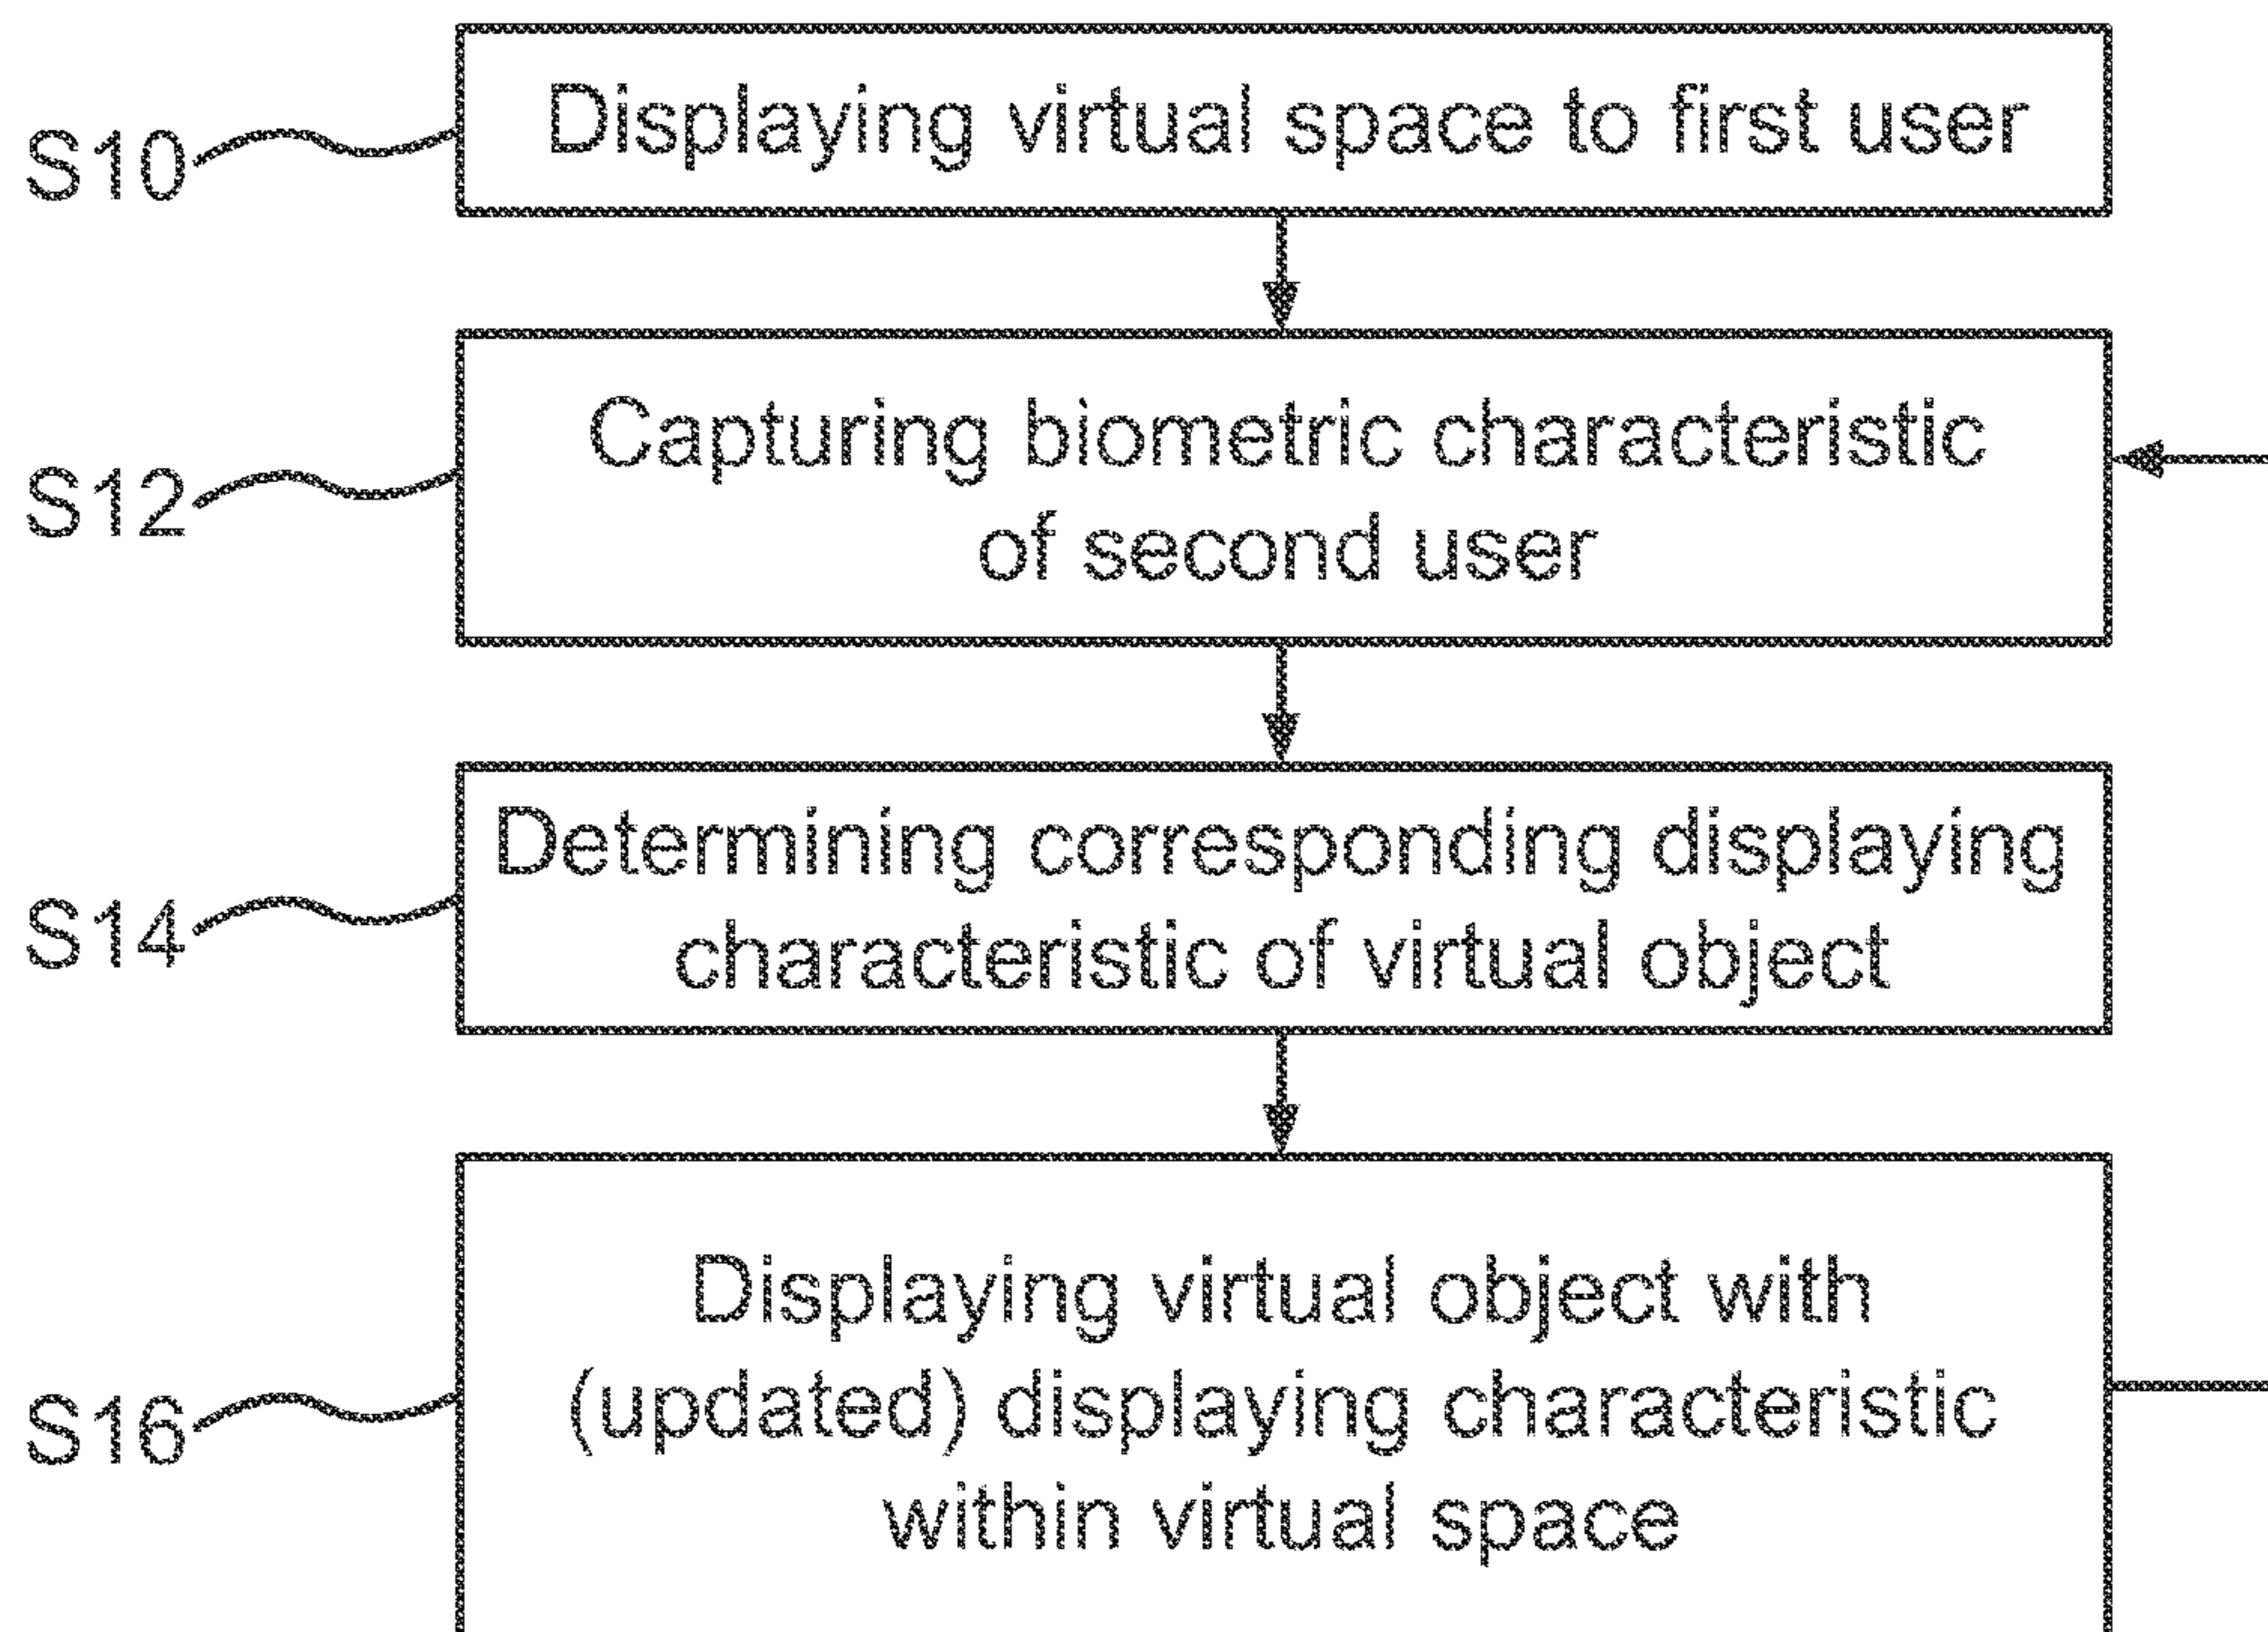 S10
Displaying virtual space to first user
S12
Capturing biometric characteristic
of second user
S14
Determining corresponding displaying
characteristic of virtual object
S16
Displaying virtual object with
(updated) displaying characteristic
within virtual space